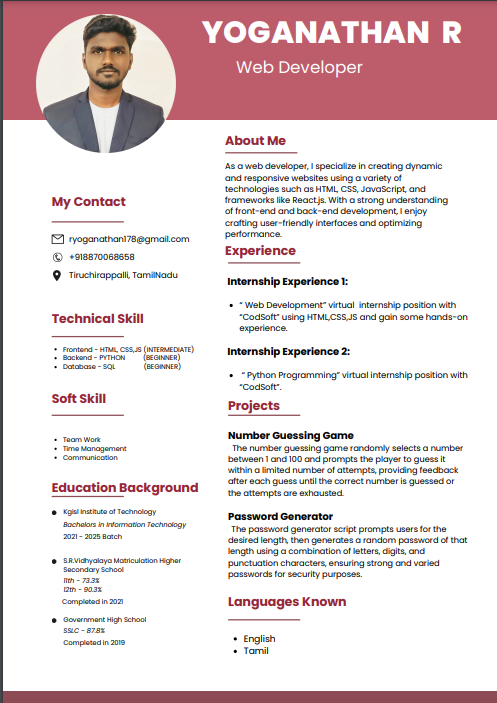 YOGANATHAN R
Web Developer
My Contact
ryoganathan178@gmail.com
+918870068658
Tiruchirappalli, TamilNadu
Technical Skill
Frontend - HTML, CSS,JS (INTERMEDIATE)
Backend - PYTHON (BEGINNER)
Database - SQL (BEGINNER)
Soft Skill
Team Work
Time Management
Communication
Education Background
Kgisl Institute of Technology
Bachelors in Information Technology
2021 - 2025 Batch
S.R.Vidhyalaya Matriculation Higher
Secondary School
11th - 73.3%
12th - 90.3%
Completed in 2021
Government High School
SSLC - 87.8%
Completed in 2019
About Me
As a web developer, I specialize in creating dynamic
and responsive websites using a variety of
technologies such as HTML, CSS, JavaScript, and
frameworks like React.js. With a strong understanding
of front-end and back-end development, I enjoy
crafting user-friendly interfaces and optimizing
performance.
Experience
Internship Experience 1:
“ Web Development” virtual internship position with
“CodSoft” using HTML,CSS,JS and gain some hands-on
experience.
Internship Experience 2:
“ Python Programming” virtual internship position with
“CodSoft”.
Projects
Number Guessing Game
The number guessing game randomly selects a number
between 1 and 100 and prompts the player to guess it
within a limited number of attempts, providing feedback
after each guess until the correct number is guessed or
the attempts are exhausted.
Password Generator
The password generator script prompts users for the
desired length, then generates a random password of that
length using a combination of letters, digits, and
punctuation characters, ensuring strong and varied
passwords for security purposes.
Languages Known
English
Tamil